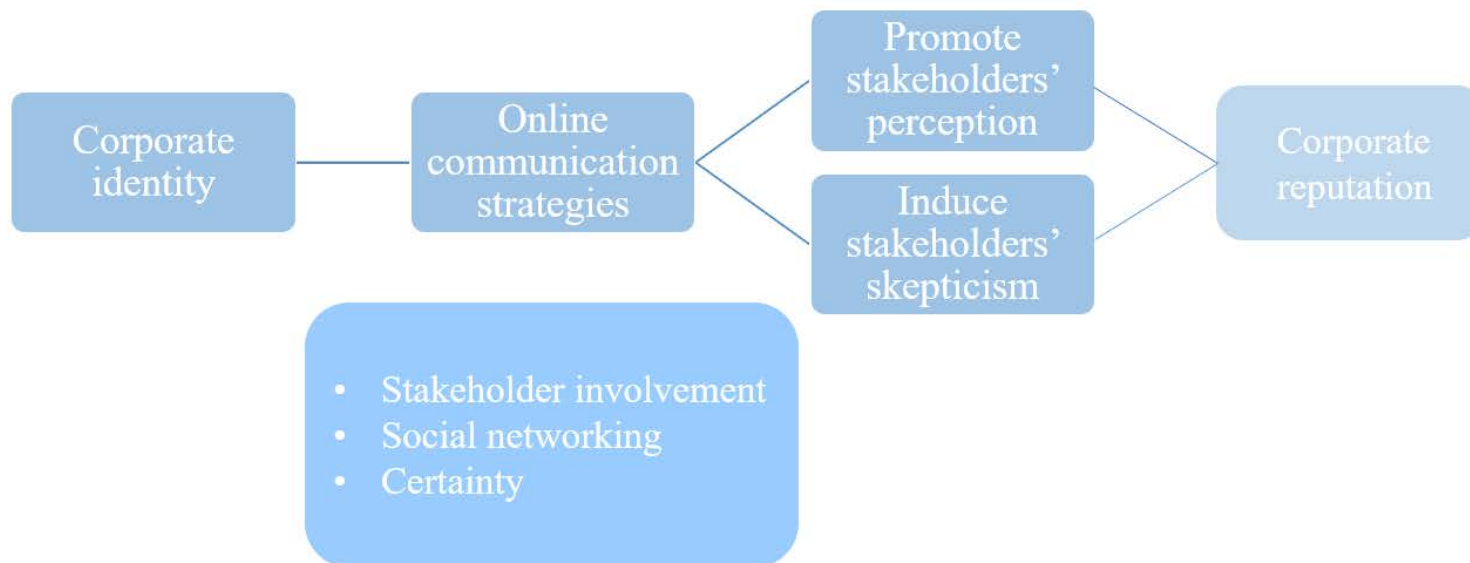 Corporate
identity
Online
communication
strategies
Promote
stakeholders’
perception
Induce
stakeholders’
skepticism
Corporate
reputation
• Stakeholder involvement
• Social networking
• Certainty